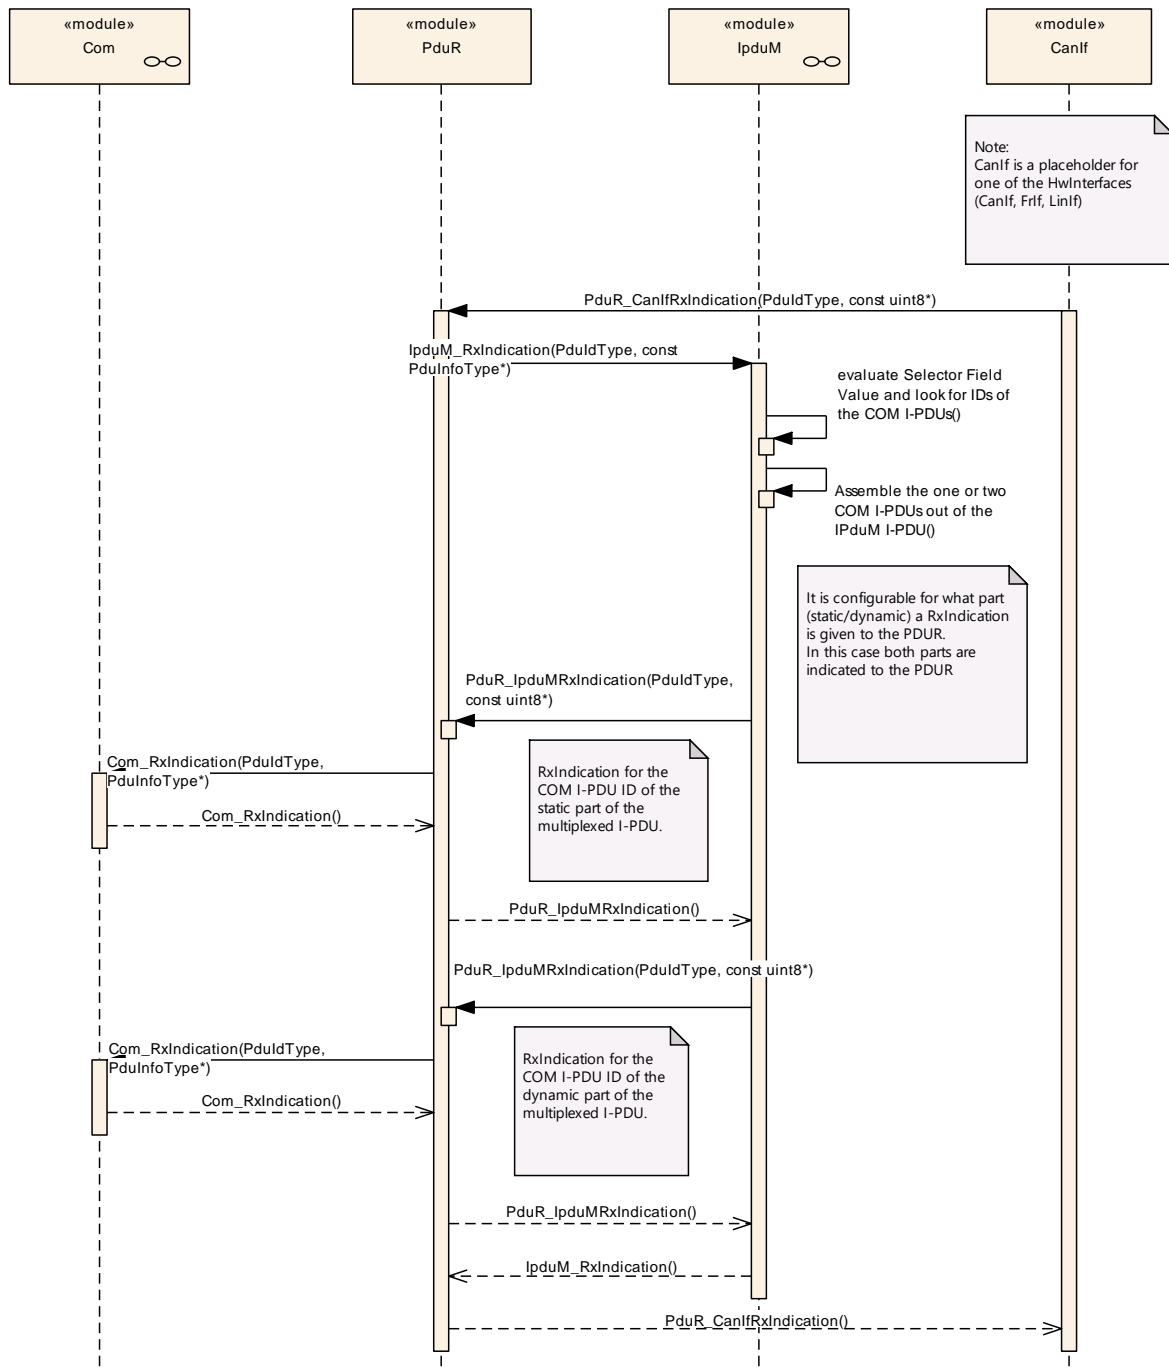 «module»
Com
«module»
PduR
«module»
IpduM
«module»
CanIf
Note:
CanIf is a placeholder for
one of the HwInterfaces
(CanIf, FrIf, LinIf)
PduR_CanIfRxIndication(PduIdType, const uint8*)
IpduM_RxIndication(PduIdType, const
PduInfoType*)
evaluate Selector Field
Value and look for IDs of
the COM I-PDUs()
Assemble the one or two
COM I-PDUs out of the
IPduM I-PDU()
It is configurable for what part
(static/dynamic) a RxIndication
is given to the PDUR.
In this case both parts are
indicated to the PDUR
PduR_IpduMRxIndication(PduIdType,
const uint8*)
Com_RxIndication(PduIdType,
PduInfoType*)
RxIndication for the
COM I-PDU ID of the
static part of the
multiplexed I-PDU.
Com_RxIndication()
PduR_IpduMRxIndication()
PduR_IpduMRxIndication(PduIdType, const uint8*)
Com_RxIndication(PduIdType,
PduInfoType*)
RxIndication for the
COM I-PDU ID of the
dynamic part of the
multiplexed I-PDU.
Com_RxIndication()
PduR_IpduMRxIndication()
IpduM_RxIndication()
PduR_CanIfRxIndication()